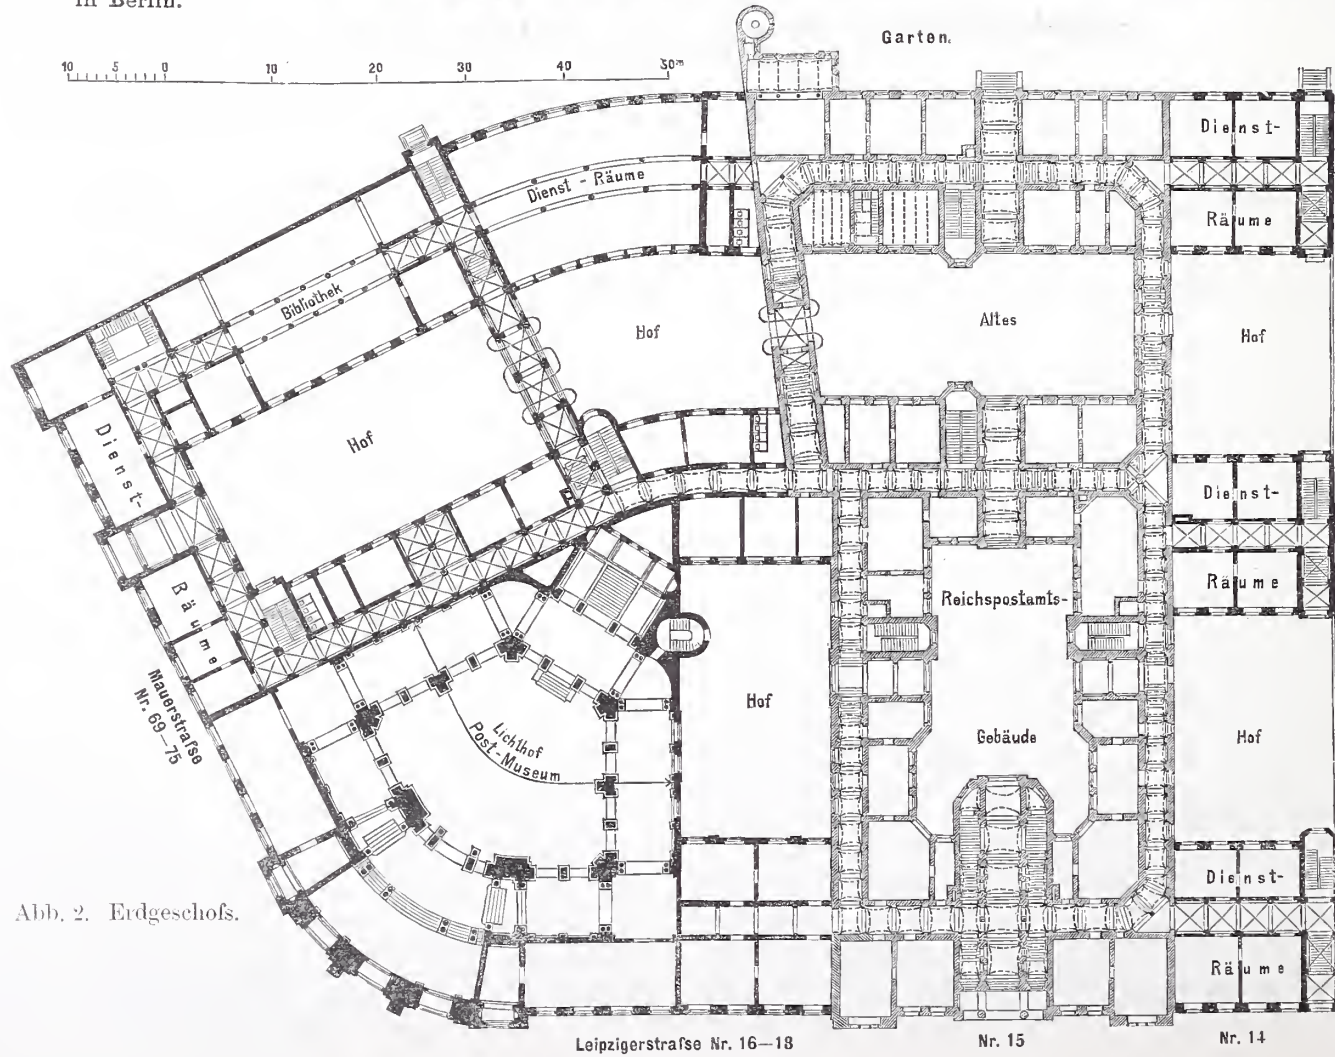 in Berlin.
Garten.
10 5 0 10 20 30 40 50m
Dienst-
Räume
Dienst-Räume
Bibliothek
Hof
Hof
Altes
Hof
Dienst-
Räume
Dienst-
Räume
Reichspostamts-
Gebäude
Mauerstraſse
Nr. 69–75
Lichthof
Post-Museum
Hof
Hof
Dienst-
Räume
Abb. 2. Erdgeschoſs.
Leipzigerstraſse Nr. 16–18
Nr. 15
Nr. 14